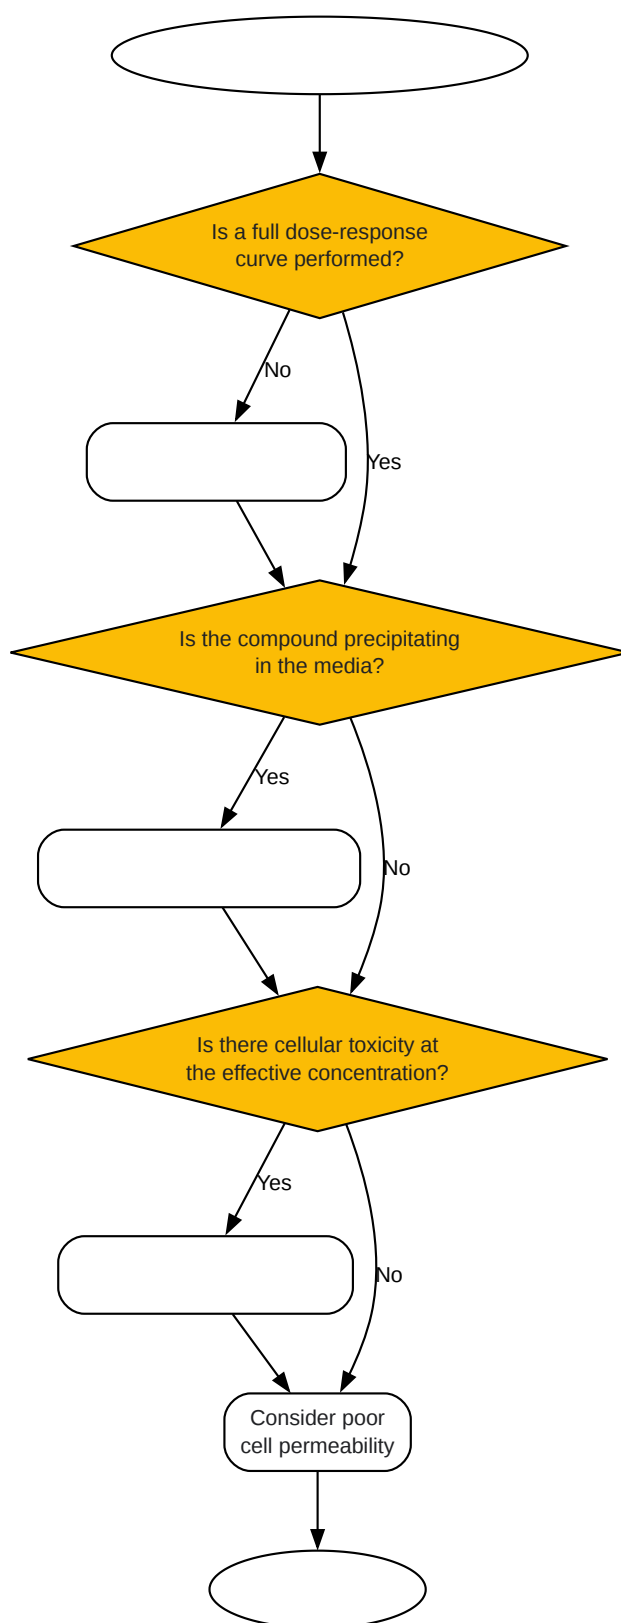 Is a full dose-response
curve performed?
No
Yes
Is the compound precipitating
in the media?
Yes
No
Is there cellular toxicity at
the effective concentration?
Yes
No
Consider poor
cell permeability